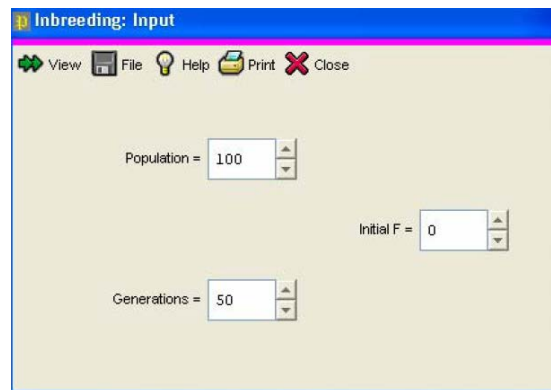 Inbreeding: Input
View File Help Print Close
Population = 100
Initial F = 0
Generations = 50